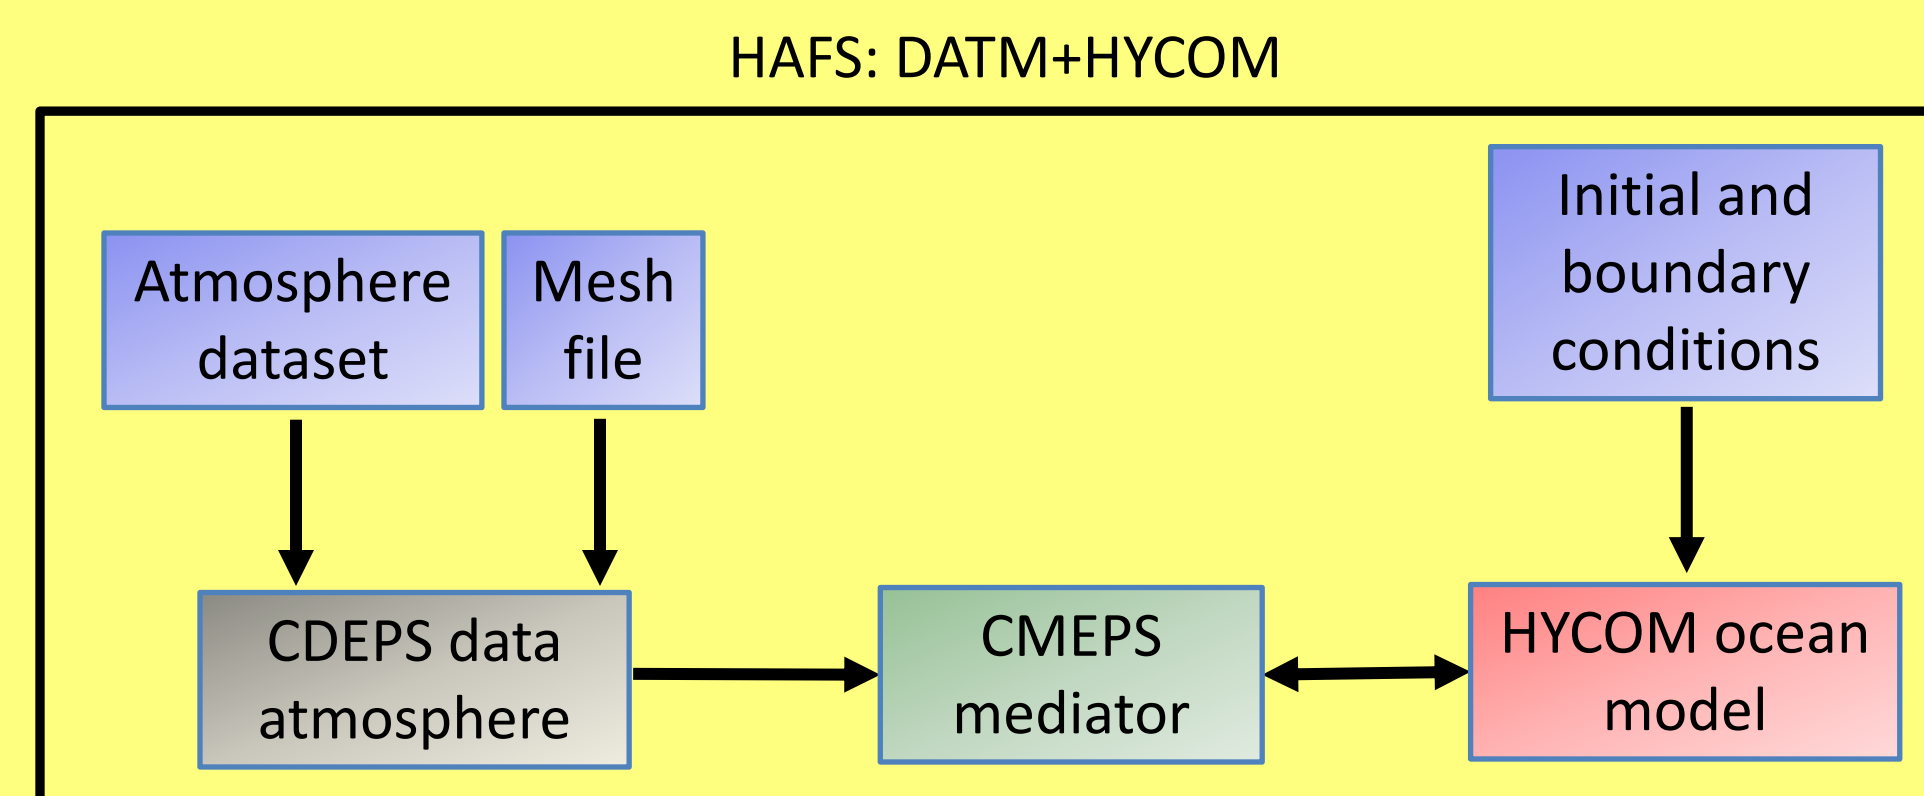 HAFS: DATM+HYCOM
Atmosphere
dataset
Mesh
file
Initial and
boundary
conditions
CDEPS data
atmosphere
CMEPS
mediator
HYCOM ocean
model